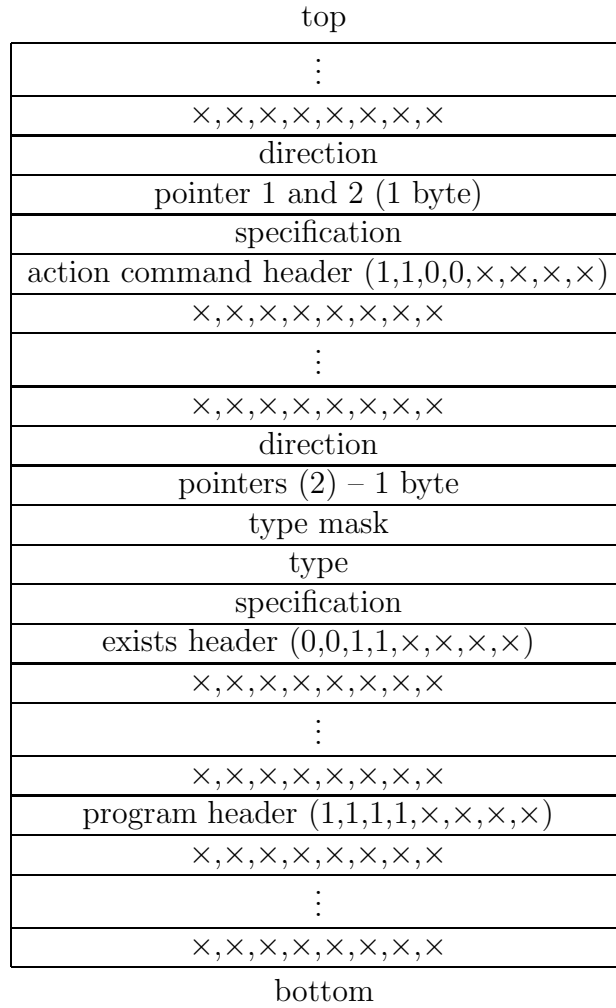 top
⋮
×,×,×,×,×,×,×,×
direction
pointer 1 and 2 (1 byte)
specification
action command header (1,1,0,0,×,×,×,×)
×,×,×,×,×,×,×,×
⋮
×,×,×,×,×,×,×,×
direction
pointers (2) – 1 byte
type mask
type
specification
exists header (0,0,1,1,×,×,×,×)
×,×,×,×,×,×,×,×
⋮
×,×,×,×,×,×,×,×
program header (1,1,1,1,×,×,×,×)
×,×,×,×,×,×,×,×
⋮
×,×,×,×,×,×,×,×
bottom